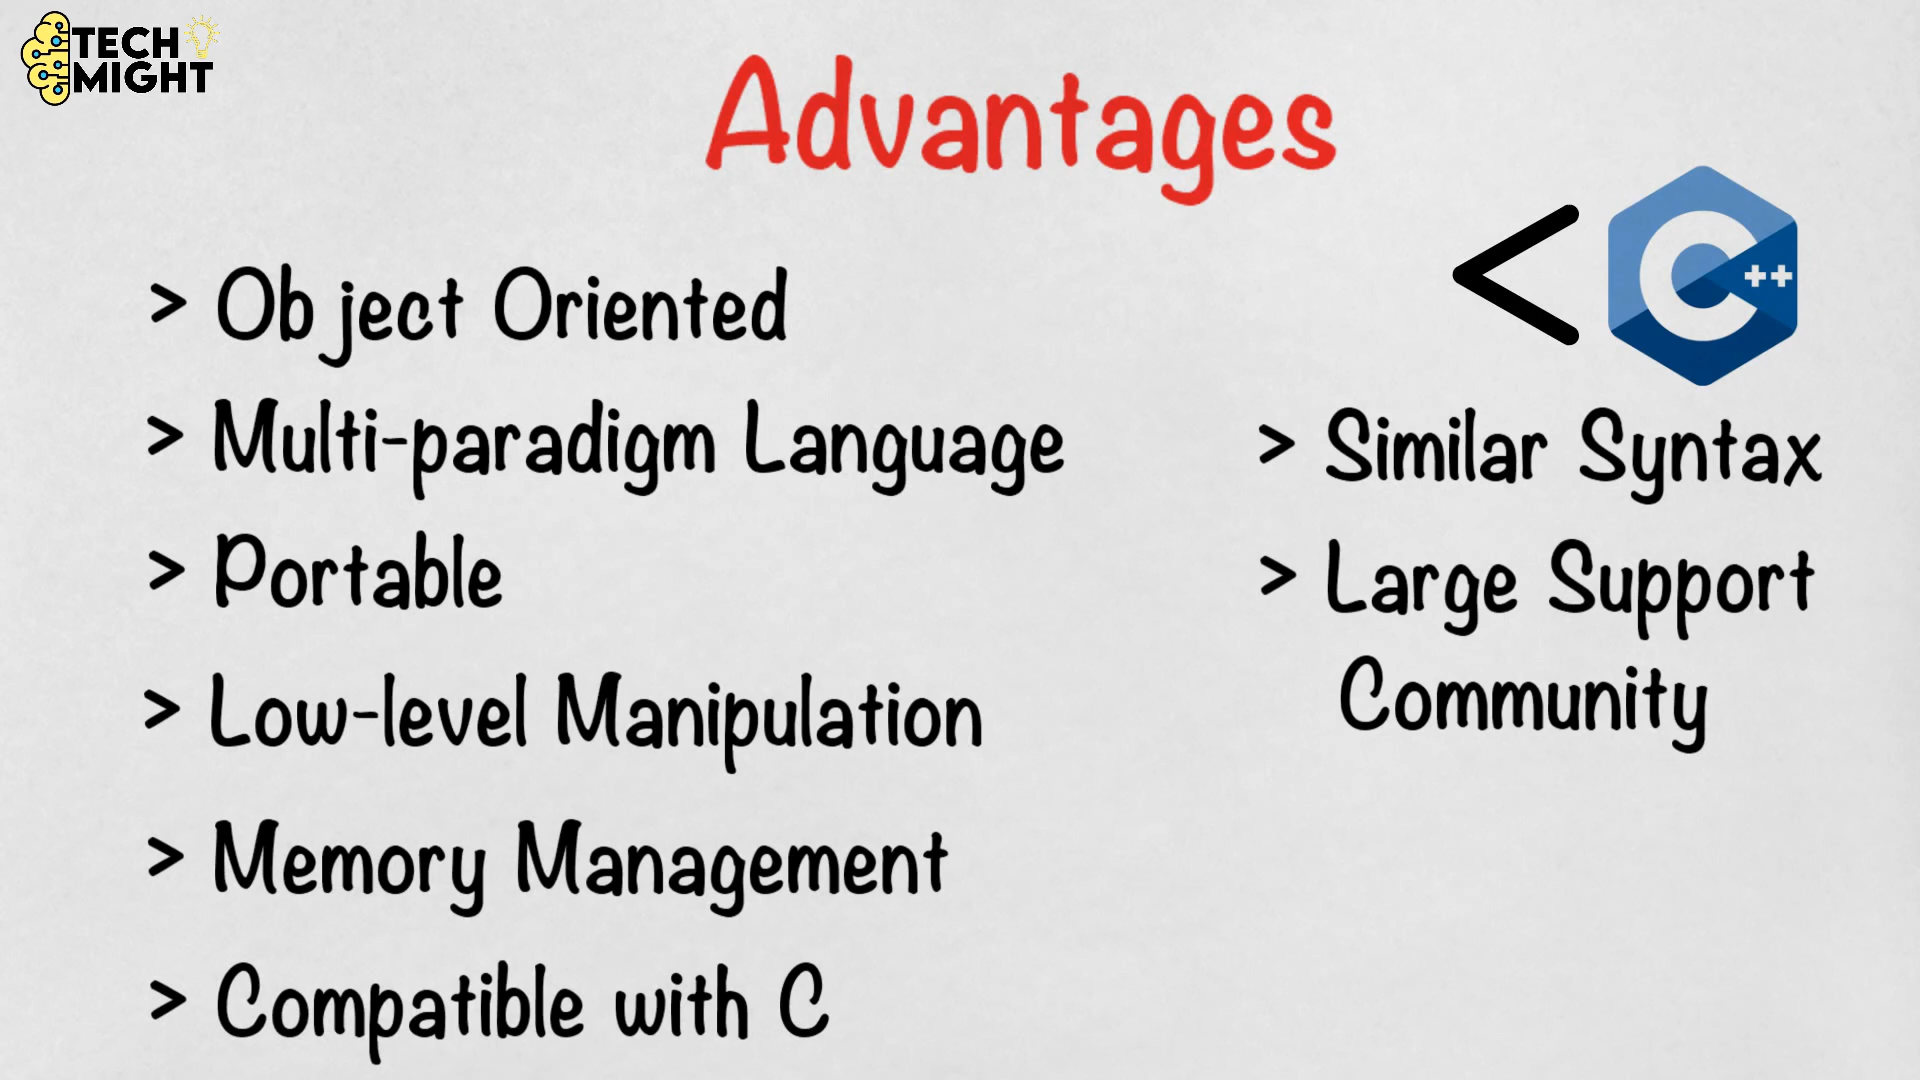 TECH
MIGHT
Advantages
> Object Oriented
> Multi-paradigm Language
> Portable
> Low-level Manipulation
> Memory Management
> Compatible with C
< C++
> Similar Syntax
> Large Support
Community